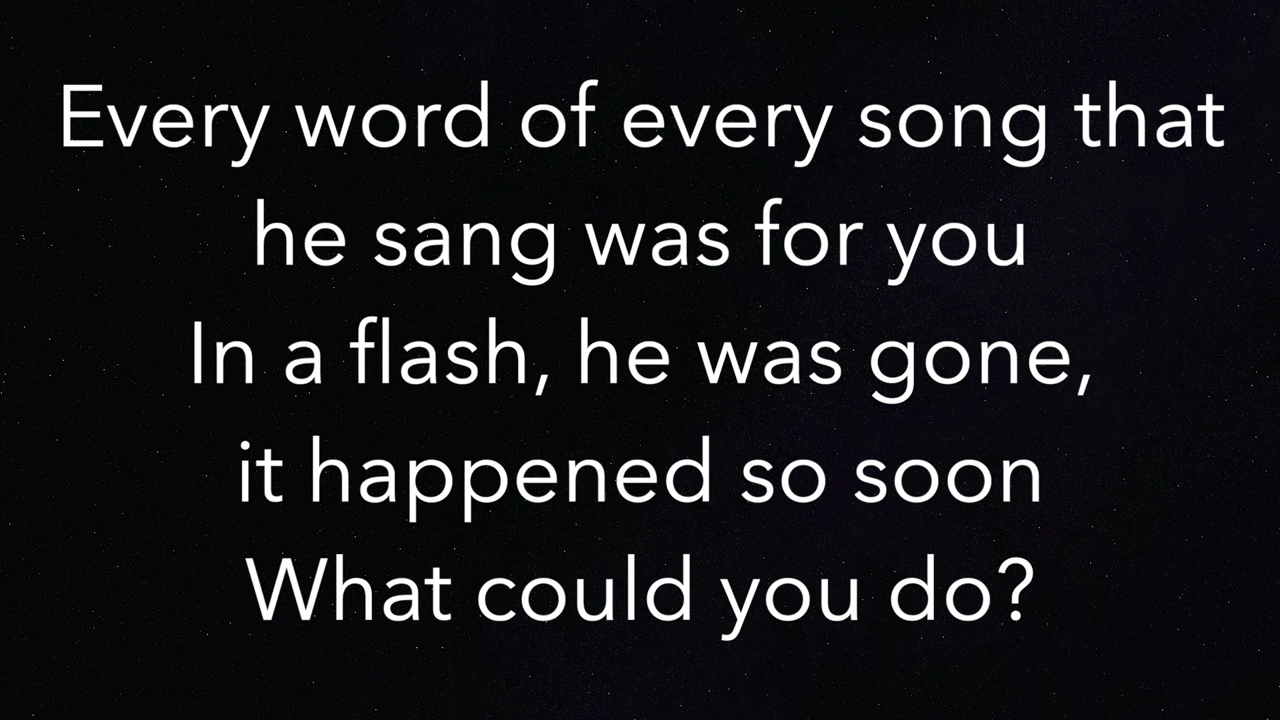 Every word of every song that
he sang was for you
In a flash, he was gone,
it happened so soon
What could you do?